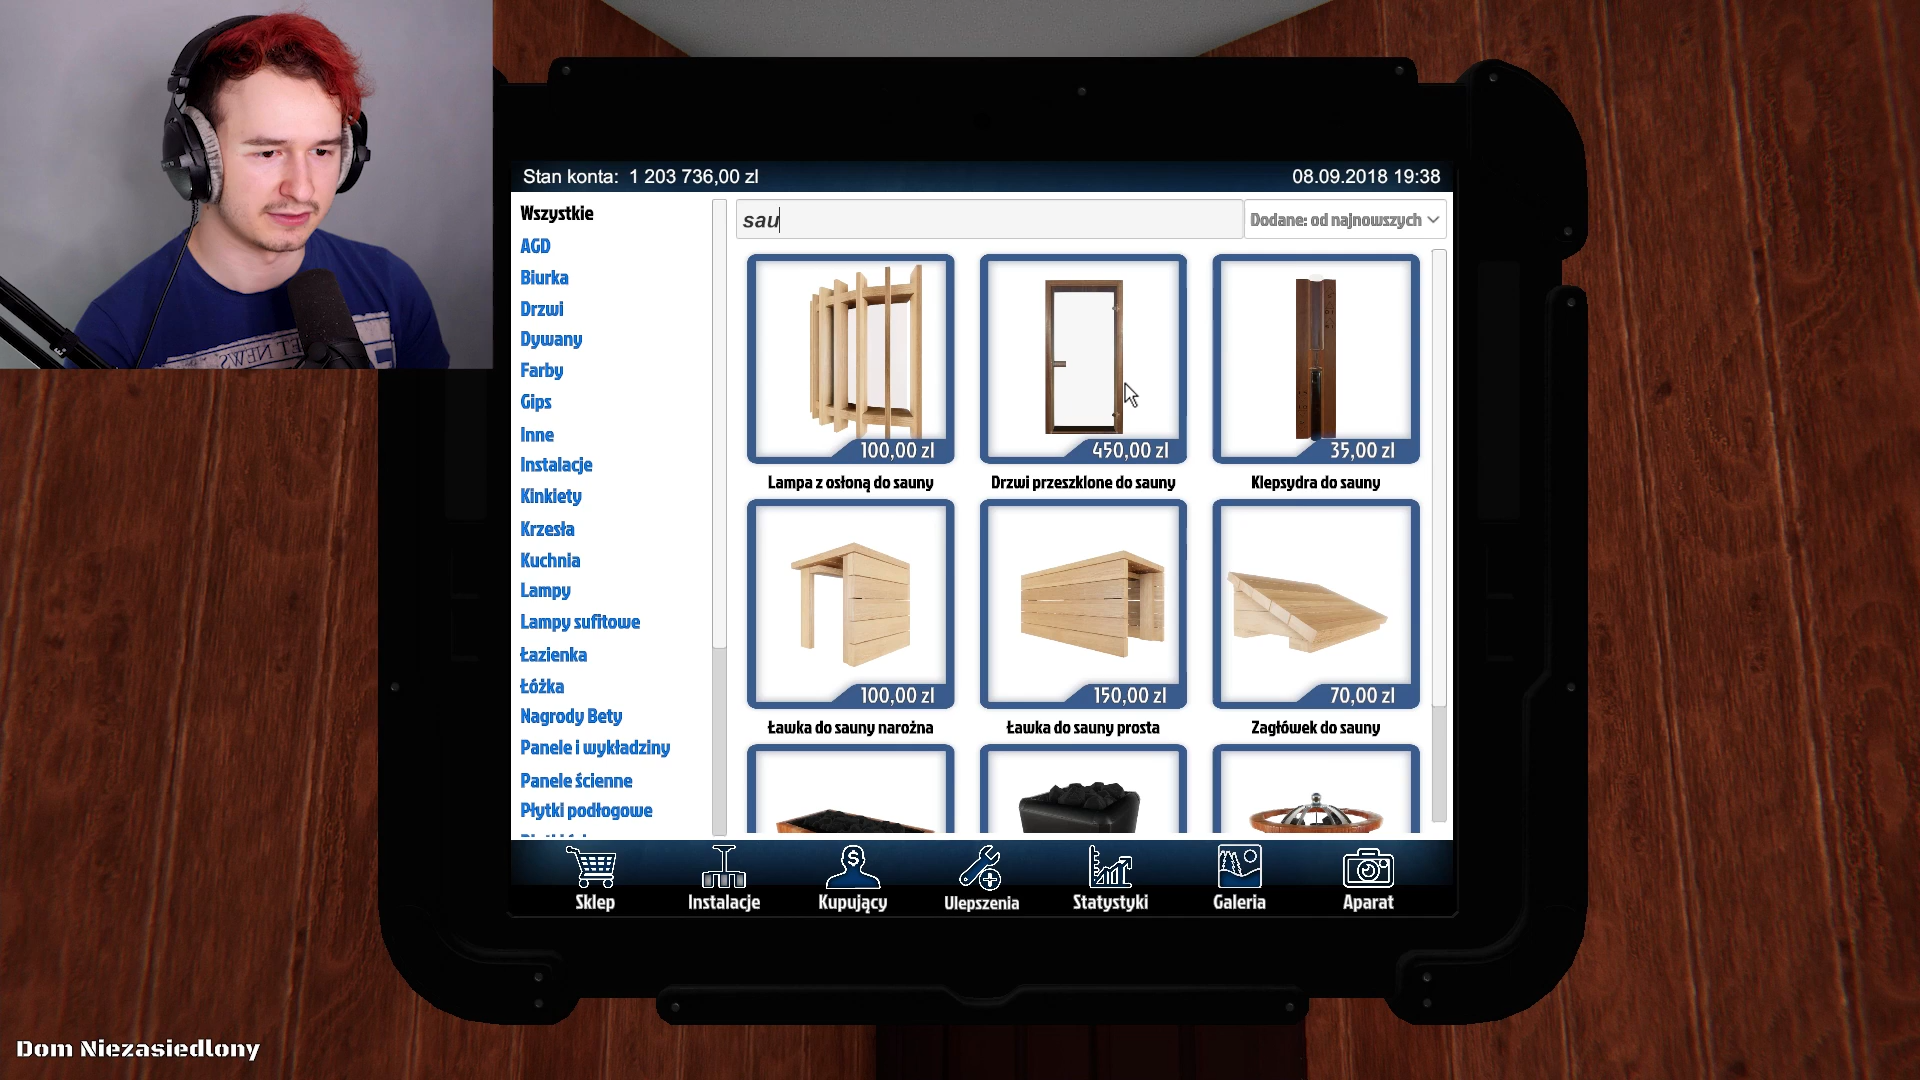 Stan konta: 1 203 736,00 zl
08.09.2018 19:38
Wszystkie
AGD
Biurka
Drzwi
Dywany
Farby
Gips
Inne
Instalacje
Kinkiety
Krzesła
Kuchnia
Lampy
Lampy sufitowe
Łazienka
Łóżka
Nagrody Bety
Panele i wykładziny
Panele ścienne
Płytki podłogowe
sau
Dodane: od najnowszych
100,00 zl
450,00 zl
35,00 zl
Lampa z osłoną do sauny
Drzwi przeszklone do sauny
Klepsydra do sauny
100,00 zl
150,00 zl
70,00 zl
Ławka do sauny narożna
Ławka do sauny prosta
Zagłówek do sauny
Sklep
Instalacje
Kupujący
Ulepszenia
Statystyki
Galeria
Aparat
Dom Niezasiedlony